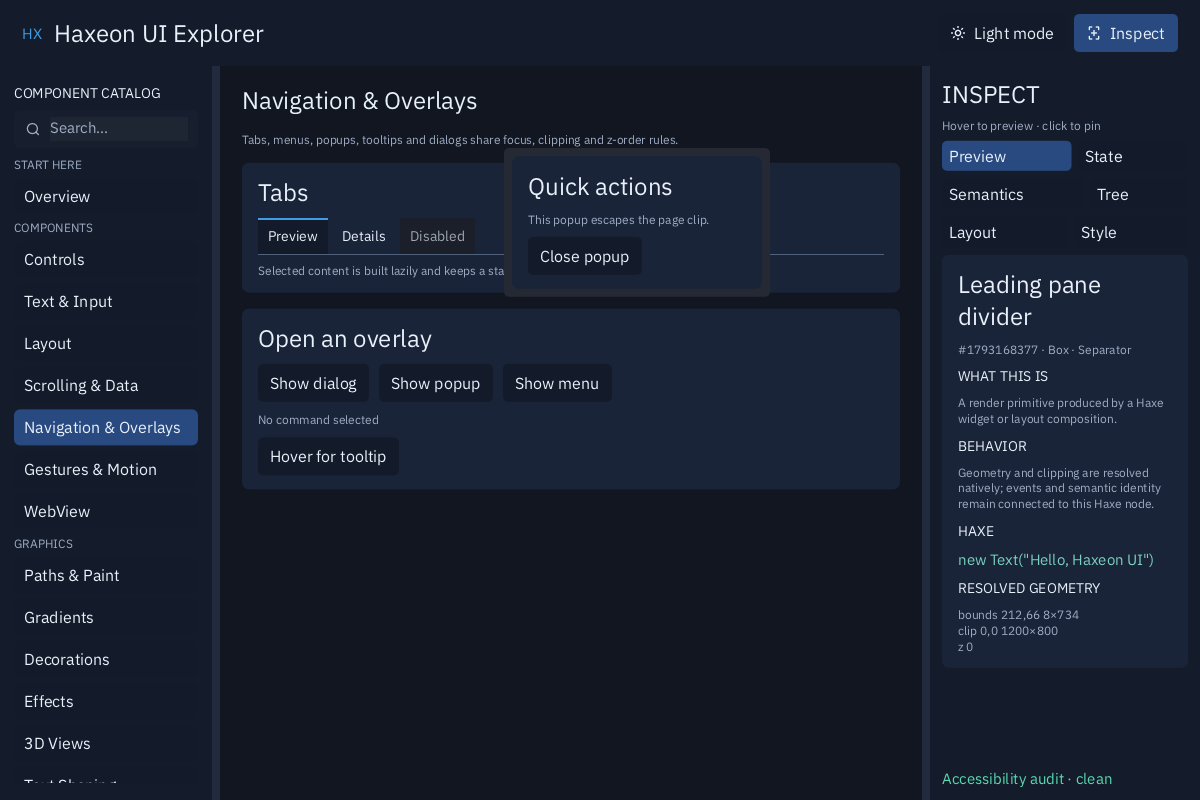 HX Haxeon UI Explorer
Light mode
Inspect
COMPONENT CATALOG
Search...
START HERE
Overview
COMPONENTS
Controls
Text & Input
Layout
Scrolling & Data
Navigation & Overlays
Gestures & Motion
WebView
GRAPHICS
Paths & Paint
Gradients
Decorations
Effects
3D Views
Navigation & Overlays
Tabs, menus, popups, tooltips and dialogs share focus, clipping and z-order rules.
Tabs
Preview
Details
Disabled
Selected content is built lazily and keeps a
Quick actions
This popup escapes the page clip.
Close popup
Open an overlay
Show dialog
Show popup
Show menu
No command selected
Hover for tooltip
INSPECT
Hover to preview · click to pin
Preview
State
Semantics
Tree
Layout
Style
Leading pane
divider
#1793168377 · Box · Separator
WHAT THIS IS
A render primitive produced by a Haxe
widget or layout composition.
BEHAVIOR
Geometry and clipping are resolved
natively; events and semantic identity
remain connected to this Haxe node.
HAXE
new Text("Hello, Haxeon UI")
RESOLVED GEOMETRY
bounds 212,66 8×734
clip 0,0 1200×800
z 0
Accessibility audit · clean